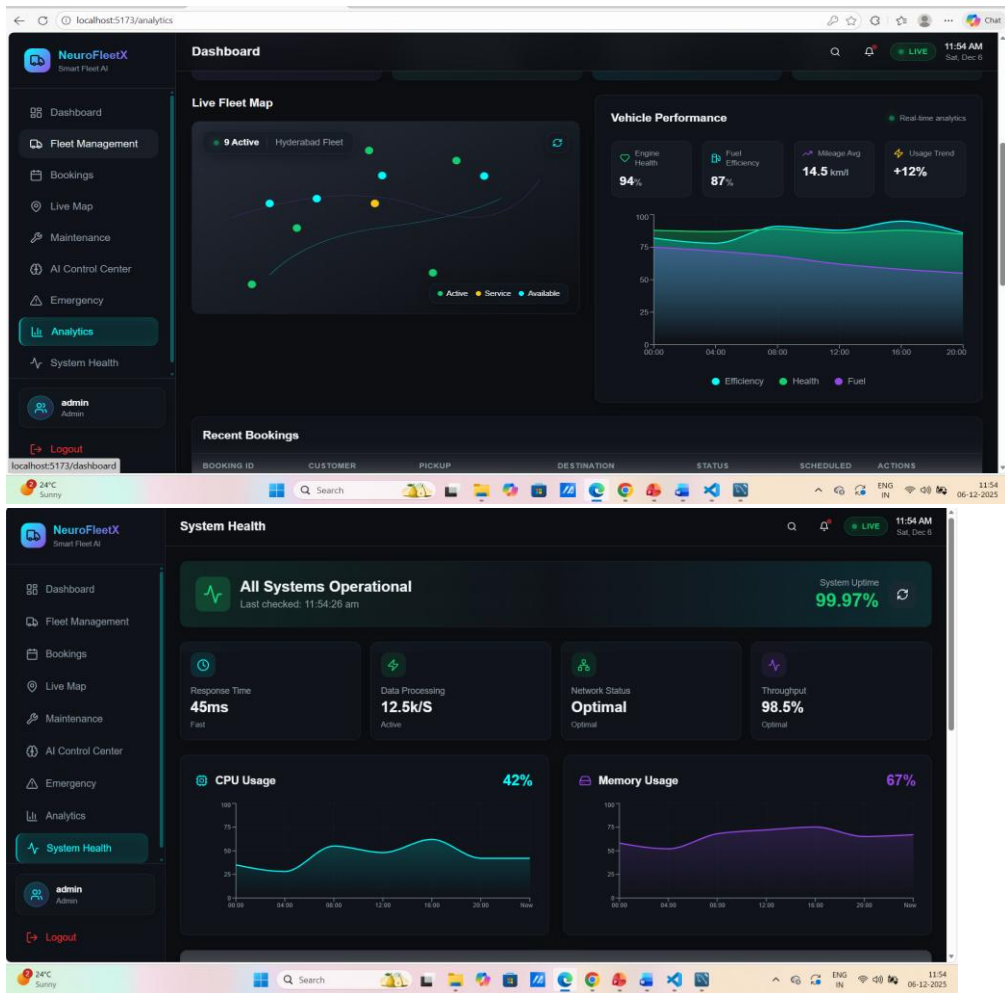 localhost:5173/analytics
Chat
NeuroFleetX
Smart Fleet AI
Dashboard
LIVE
11:54 AM
Sat, Dec 6
Dashboard
Fleet Management
Bookings
Live Map
Maintenance
AI Control Center
Emergency
Analytics
System Health
admin
Admin
Logout
localhost:5173/dashboard
Live Fleet Map
9 Active
Hyderabad Fleet
Active
Service
Available
Vehicle Performance
Real-time analytics
Engine Health
94%
Fuel Efficiency
87%
Mileage Avg
14.5 km/l
Usage Trend
+12%
100
75
50
25
0
00:00 04:00 08:00 12:00 16:00 20:00
Efficiency Health Fuel
Recent Bookings
BOOKING ID CUSTOMER PICKUP DESTINATION STATUS SCHEDULED ACTIONS
2
24°C
Sunny
Search
ENG
IN
11:54
06-12-2025
NeuroFleetX
Smart Fleet AI
System Health
LIVE
11:54 AM
Sat, Dec 6
Dashboard
Fleet Management
Bookings
Live Map
Maintenance
AI Control Center
Emergency
Analytics
System Health
admin
Admin
Logout
All Systems Operational
Last checked: 11:54:26 am
System Uptime
99.97%
Response Time
45ms
Fast
Data Processing
12.5k/S
Active
Network Status
Optimal
Optimal
Throughput
98.5%
Optimal
CPU Usage
42%
100
75
50
25
0
00:00 04:00 08:00 12:00 16:00 20:00 Now
Memory Usage
67%
100
75
50
25
0
00:00 04:00 08:00 12:00 16:00 20:00 Now
2
24°C
Sunny
Search
ENG
IN
11:54
06-12-2025